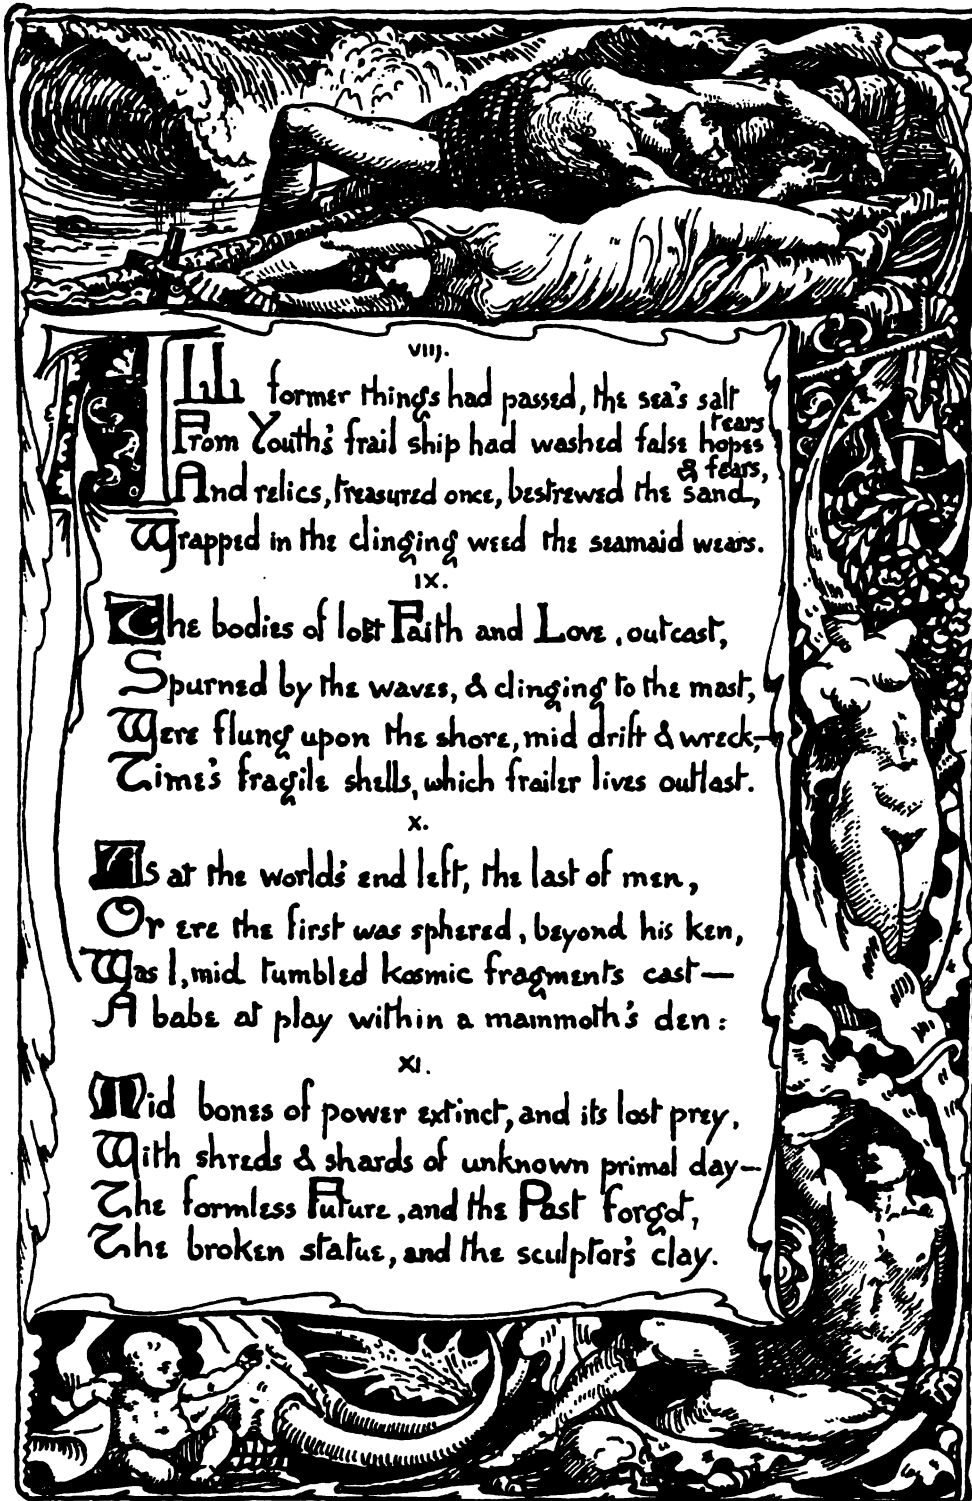 VIIJ.
ALL former things had passed, the sea's salt
tears
From Youth's frail ship had washed false hopes
& fears,
And relics, treasured once, bestrewed the sand,
Wrapped in the clinging weed the seamaid wears.
IX.
The bodies of lost Faith and Love, outcast,
Spurned by the waves, & clinging to the mast,
Were flung upon the shore, mid drift & wreck,—
Time's fragile shells, which frailer lives outlast.
X.
As at the world's end left, the last of men,
Or ere the first was sphered, beyond his ken,
Was I, mid tumbled kosmic fragments cast—
A babe at play within a mammoth's den:
XI.
Mid bones of power extinct, and its lost prey,
With shreds & shards of unknown primal day—
The formless Future, and the Past forgot,
The broken statue, and the sculptor's clay.